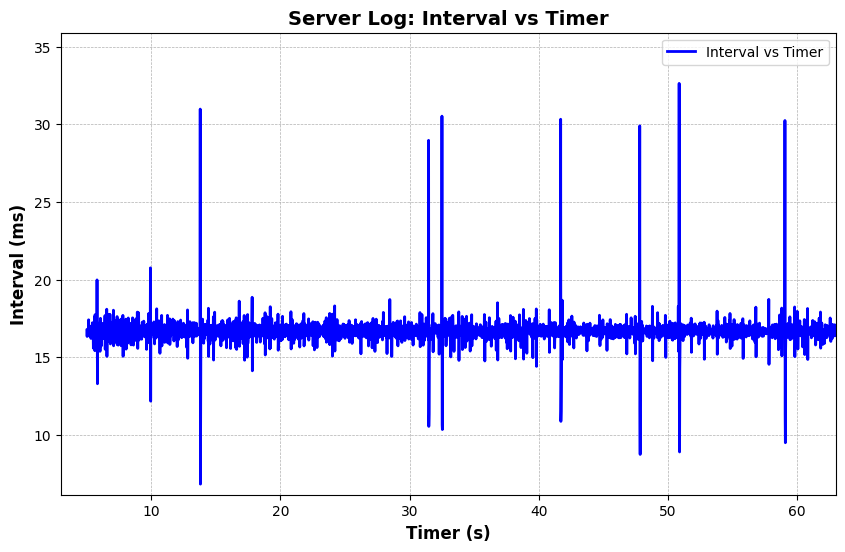 Server Log: Interval vs Timer
Interval vs Timer
35
30
25
20
15
10
Interval (ms)
10 20 30 40 50 60
Timer (s)